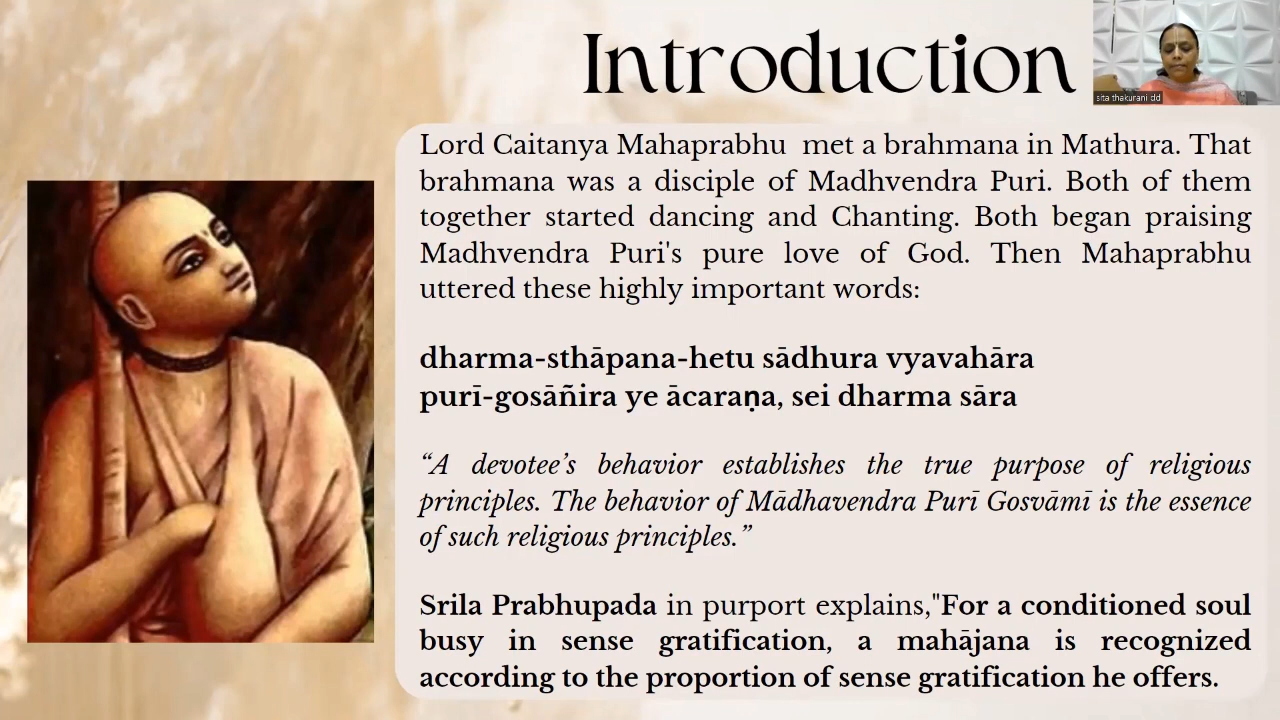 Introduction
sita thakurani dd
Lord Caitanya Mahaprabhu  met a brahmana in Mathura. That
brahmana was a disciple of Madhvendra Puri. Both of them
together started dancing and Chanting. Both began praising
Madhvendra Puri's pure love of God. Then Mahaprabhu
uttered these highly important words:
dharma-sthāpana-hetu sādhura vyavahāra
purī-gosāñira ye ācaraṇa, sei dharma sāra
“A devotee’s behavior establishes the true purpose of religious
principles. The behavior of Mādhavendra Purī Gosvāmī is the essence
of such religious principles.”
Srila Prabhupada in purport explains,"For a conditioned soul
busy in sense gratification, a mahājana is recognized
according to the proportion of sense gratification he offers.